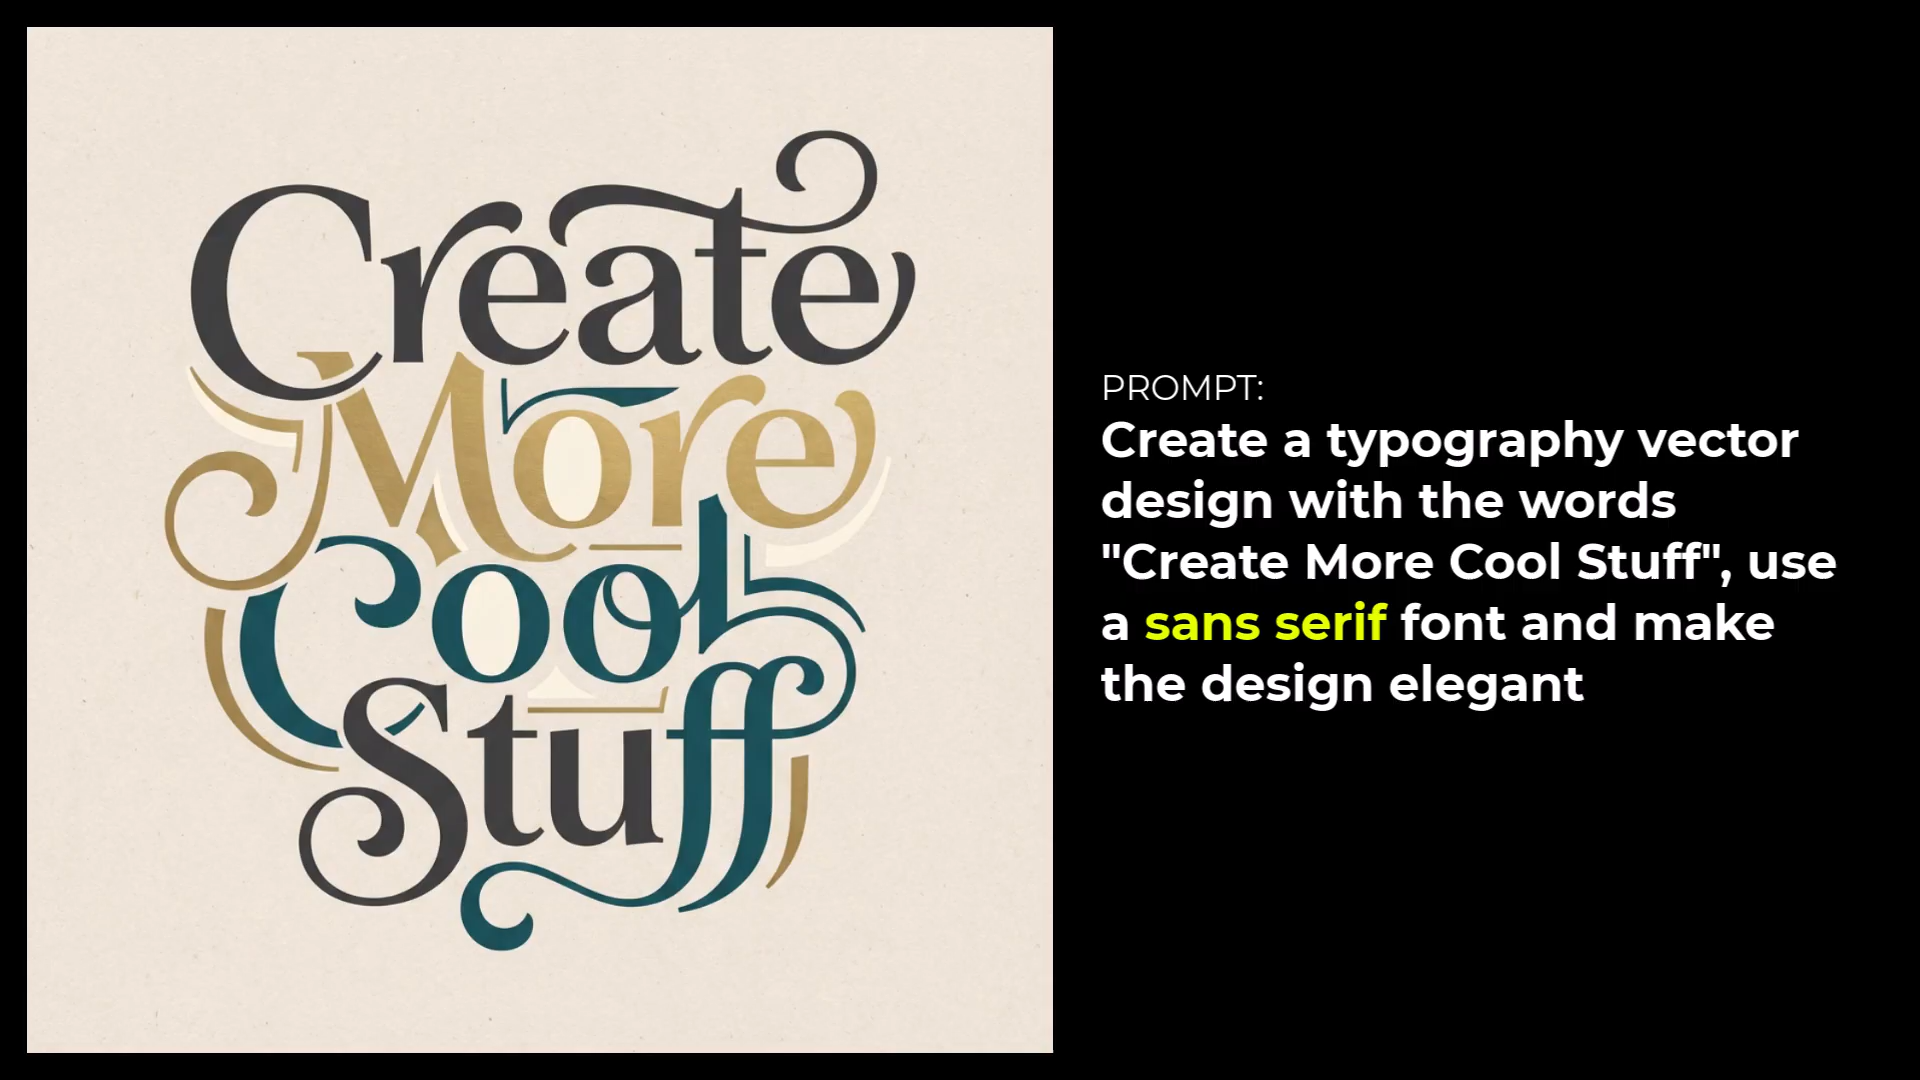 Create
More
Cool
Stuff
PROMPT:
Create a typography vector
design with the words
"Create More Cool Stuff", use
a sans serif font and make
the design elegant